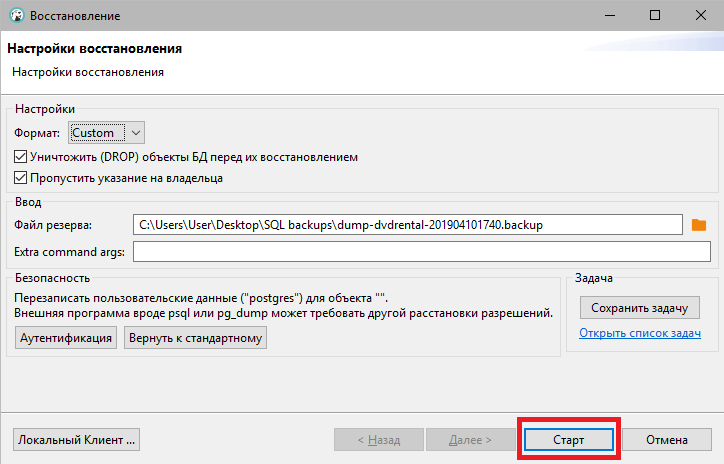 Восстановление
Настройки восстановления
Настройки восстановления
Настройки
Формат: Custom
Уничтожить (DROP) объекты БД перед их восстановлением
Пропустить указание на владельца
Ввод
Файл резерва: C:\Users\User\Desktop\SQL backups\dump-dvdrental-201904101740.backup
Extra command args:
Безопасность
Перезаписать пользовательские данные ("postgres") для объекта "".
Внешняя программа вроде psql или pg_dump может требовать другой расстановки разрешений.
Аутентификация Вернуть к стандартному
Задача
Сохранить задачу
Открыть список задач
Локальный Клиент ... < Назад Далее > Старт Отмена